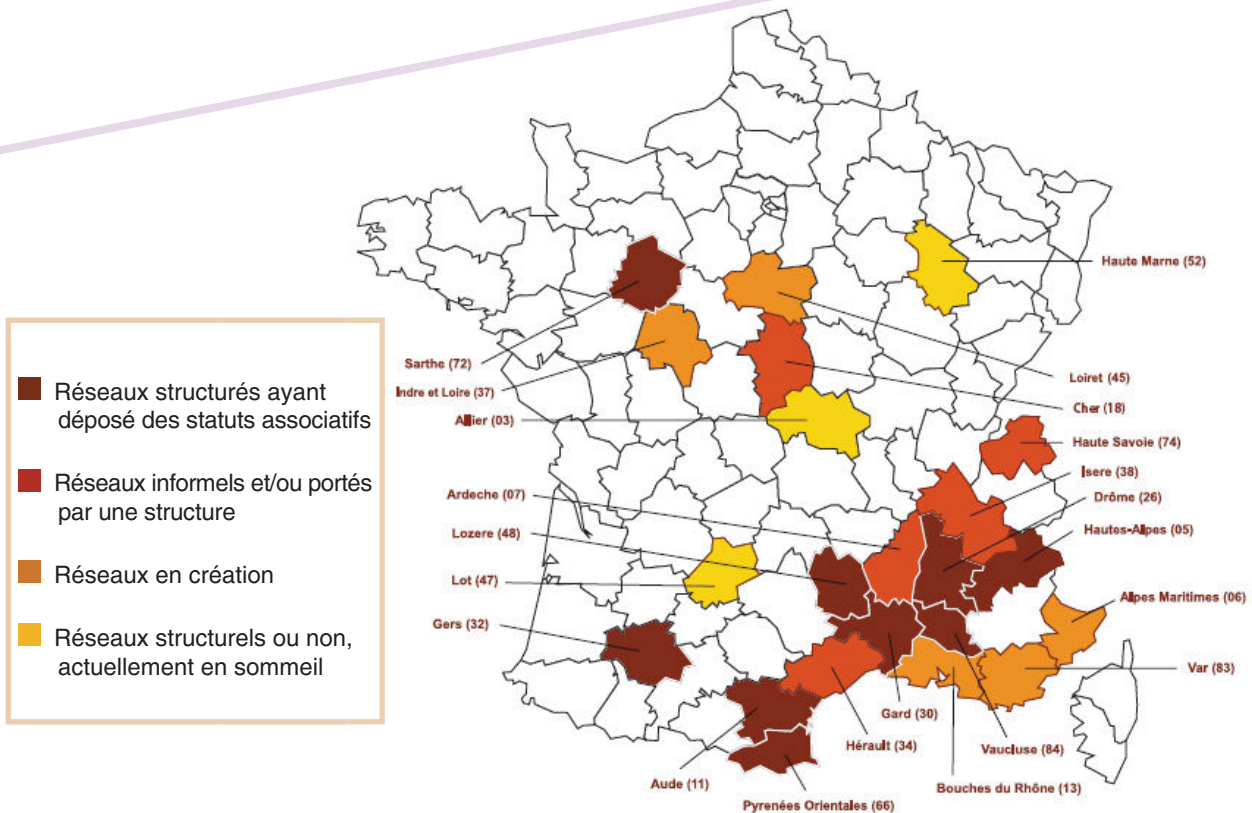 Réseaux structurés ayant
déposé des statuts associatifs
Réseaux informels et/ou portés
par une structure
Réseaux en création
Réseaux structurels ou non,
actuellement en sommeil
Haute Marne (52)
Sarthe (72)
Indre et Loire (37)
Allier (03)
Loiret (45)
Cher (18)
Haute Savoie (74)
Isere (38)
Drôme (26)
Hautes-Alpes (05)
Ardeche (07)
Lozere (48)
Lot (47)
Gers (32)
Alpes Maritimes (06)
Var (83)
Gard (30)
Hérault (34)
Vaucluse (84)
Aude (11)
Bouches du Rhône (13)
Pyrenées Orientales (66)